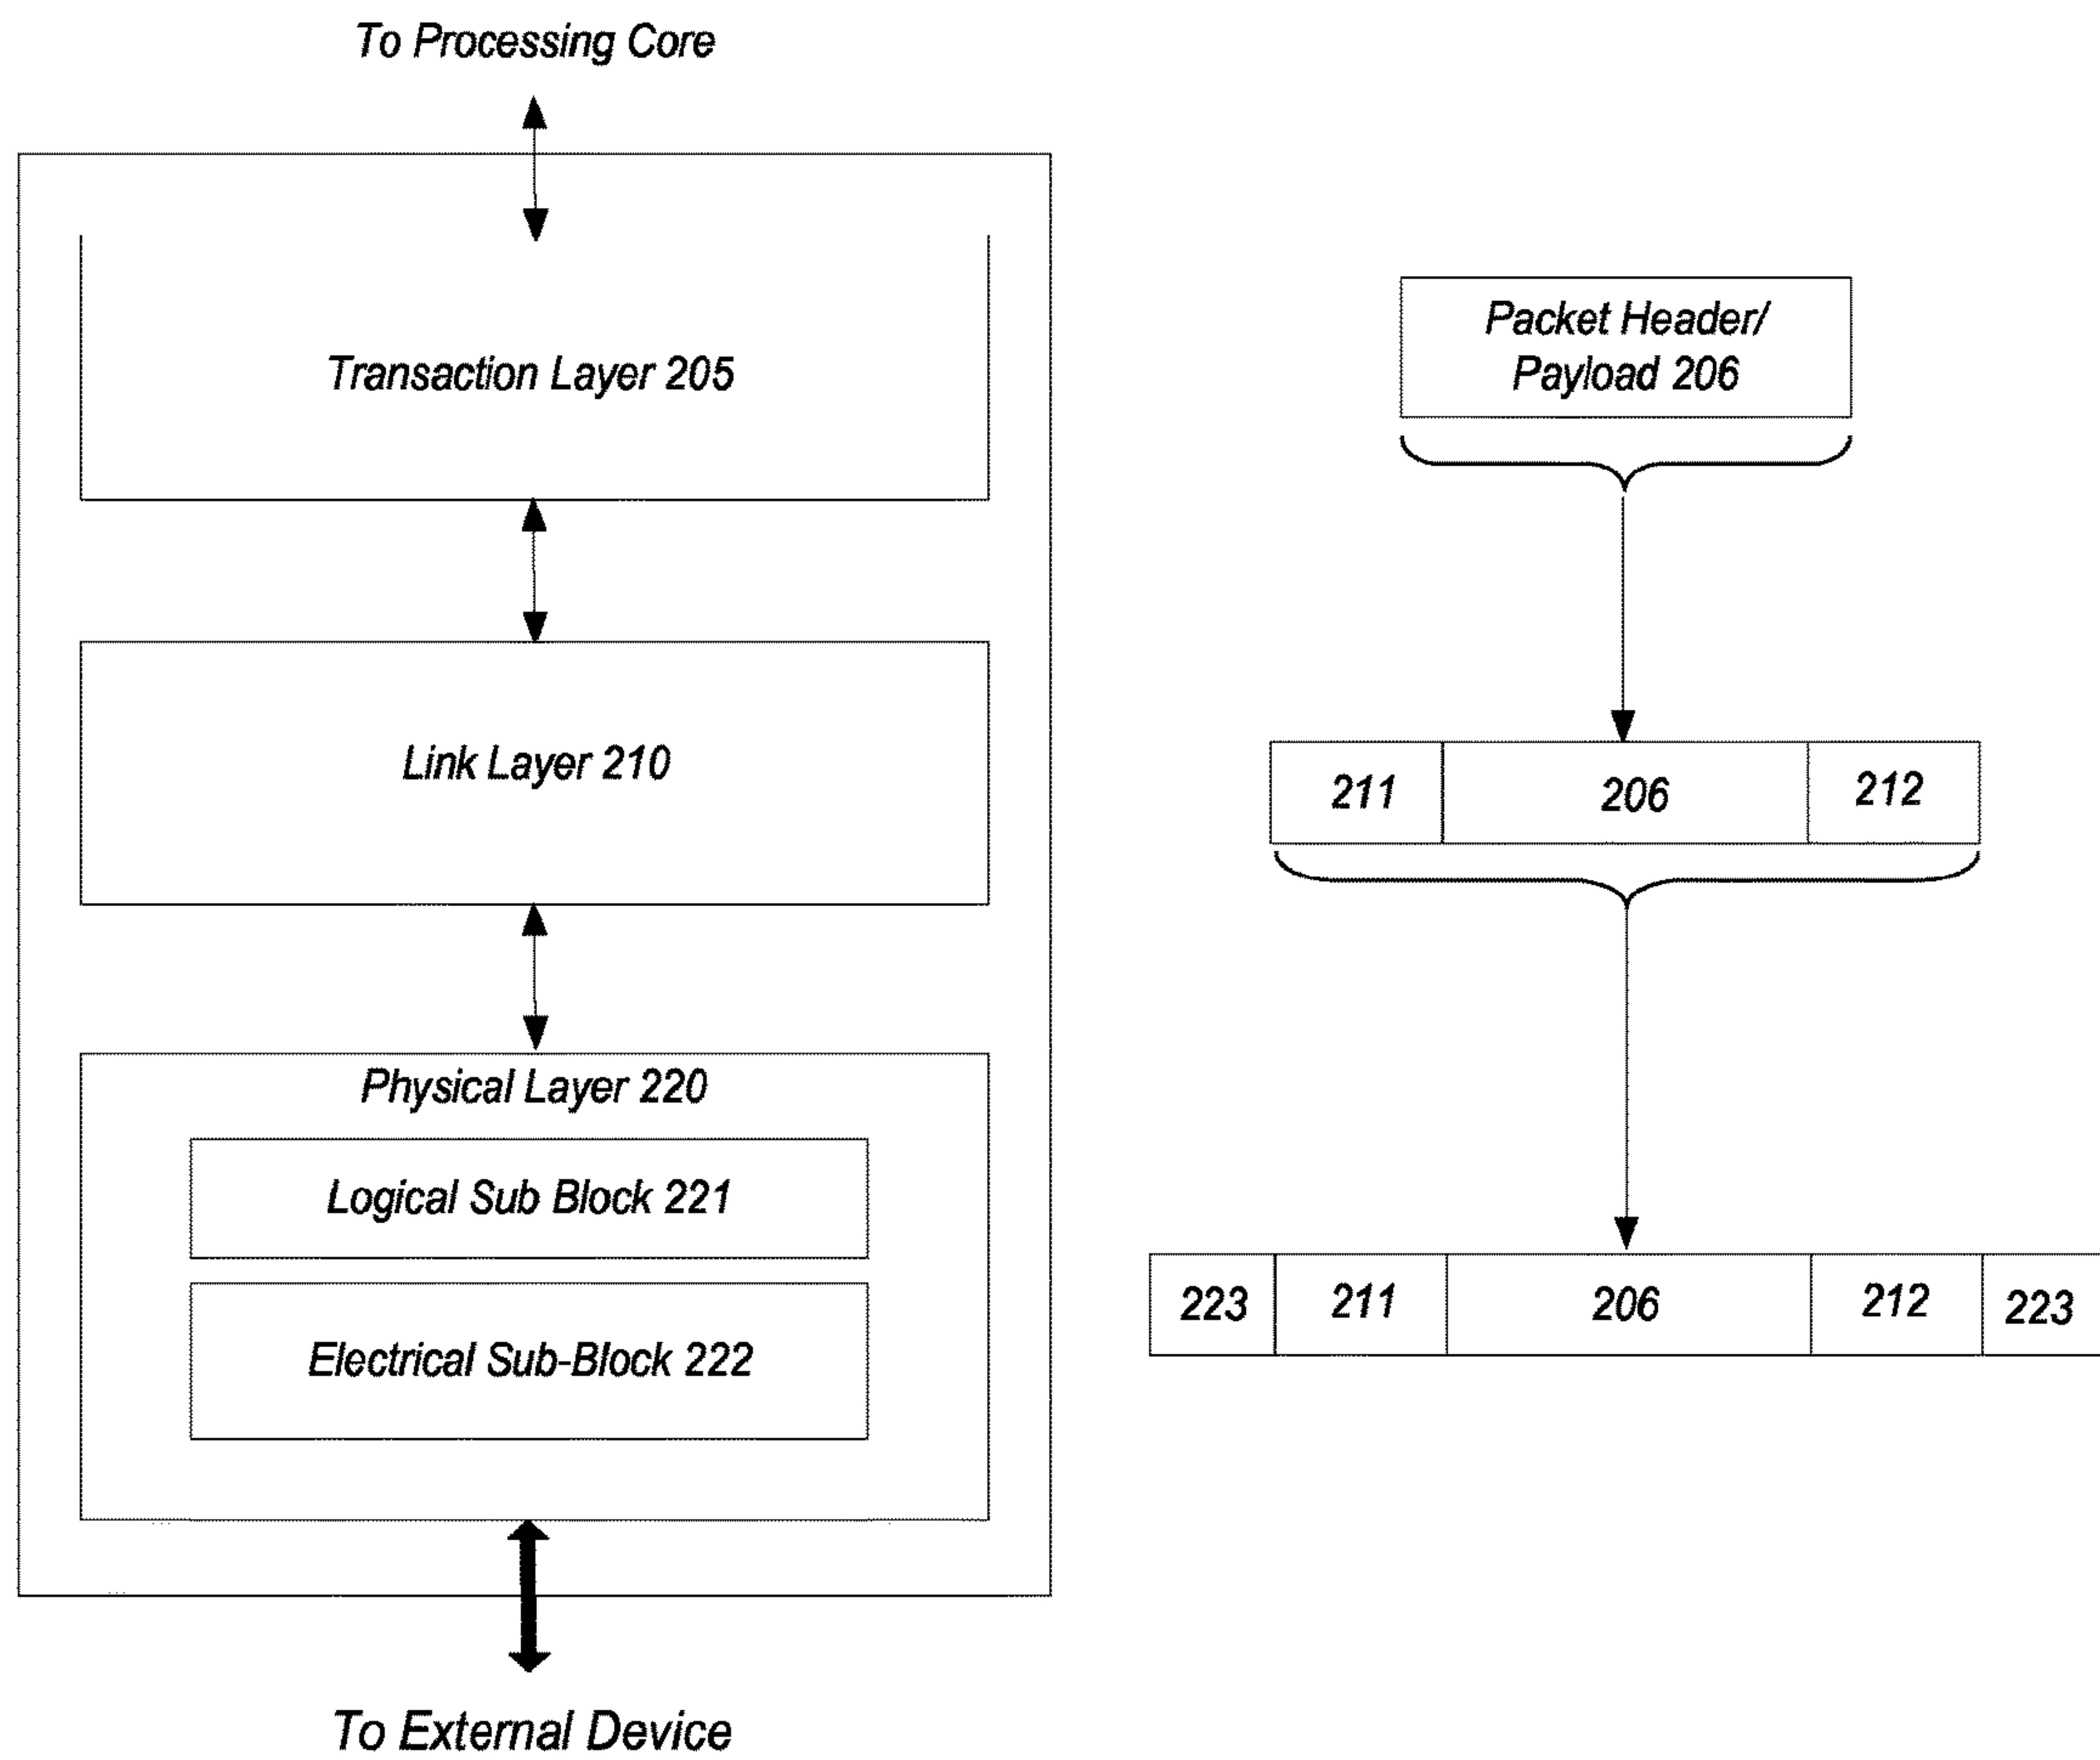 To Processing Core
Transaction Layer 205
Link Layer 210
Physical Layer 220
Logical Sub Block 221
Electrical Sub-Block 222
To External Device
Packet Header/
Payload 206
211 206 212
223 211 206 212 223